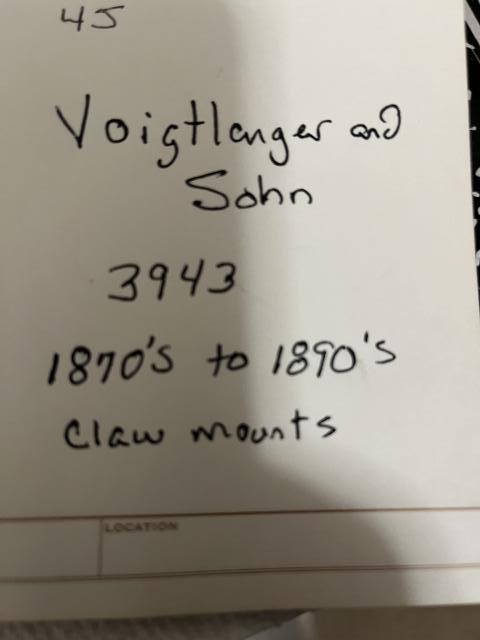 45
Voigtlanger and
Sohn
3943
1870's to 1890's
Claw mounts
LOCATION